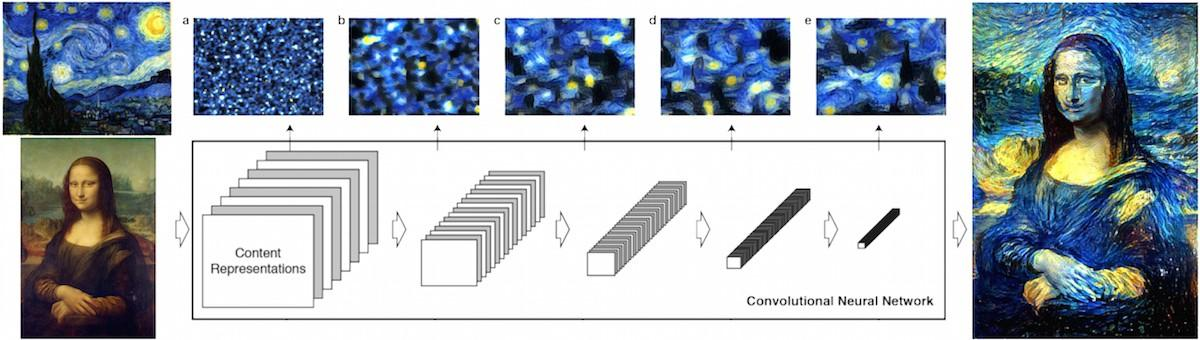 a
b
c
d
e
Content
Representations
Convolutional Neural Network